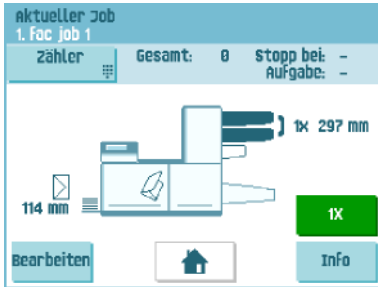 Aktueller Job
1. Fac job 1
Zähler
Gesamt: 0
Stopp bei: -
Aufgabe: -
1x 297 mm
114 mm
1X
Bearbeiten
Info